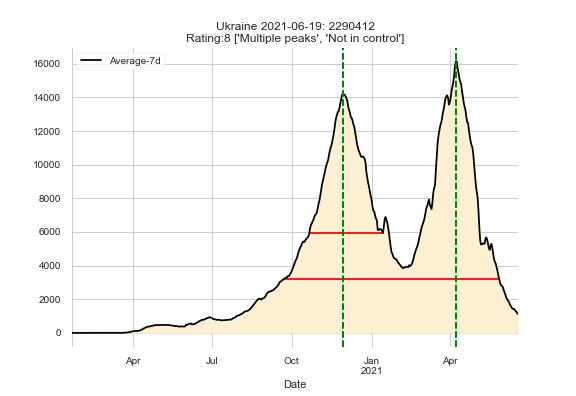 Ukraine 2021-06-19: 2290412
Rating:8 ['Multiple peaks', 'Not in control']
Average-7d
16000
14000
12000
10000
8000
6000
4000
2000
0
Apr
Jul
Oct
Jan
2021
Apr
Date